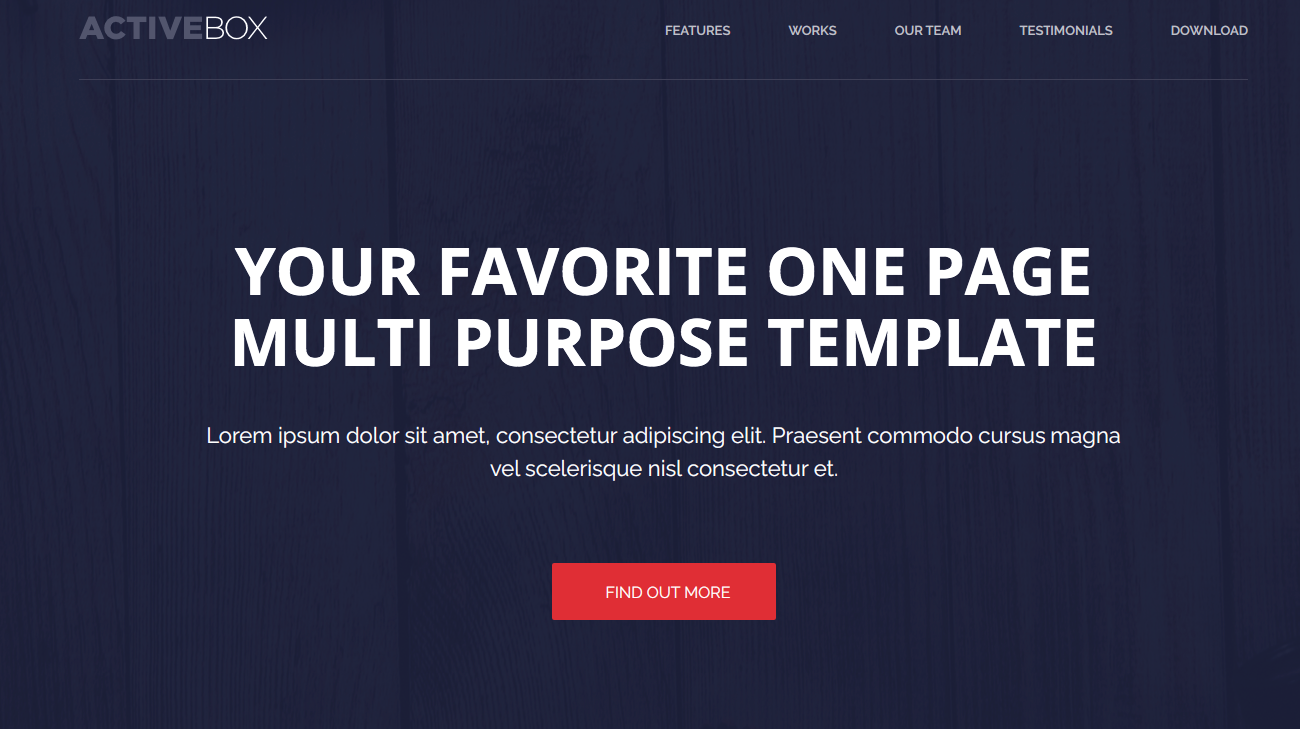 ACTIVEBOX
FEATURES WORKS OUR TEAM TESTIMONIALS DOWNLOAD
YOUR FAVORITE ONE PAGE
MULTI PURPOSE TEMPLATE
Lorem ipsum dolor sit amet, consectetur adipiscing elit. Praesent commodo cursus magna
vel scelerisque nisl consectetur et.
FIND OUT MORE